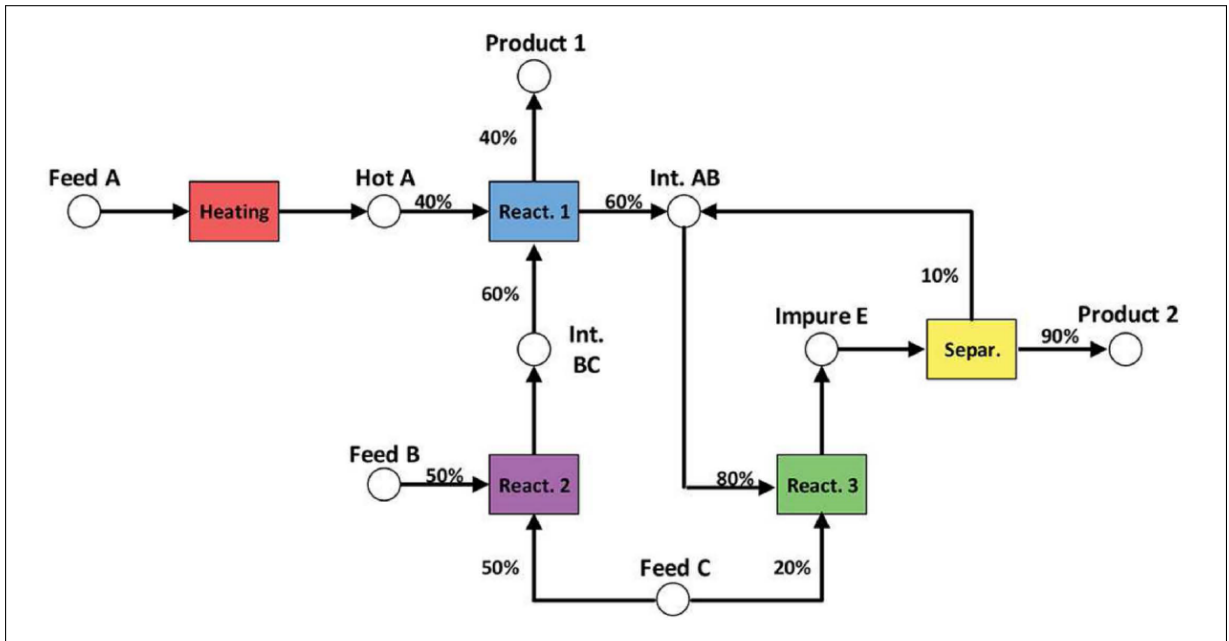 Product 1
40%
Feed A
Heating
Hot A
40%
React. 1
60%
Int. AB
60%
Int.
BC
10%
Impure E
Separ.
90%
Product 2
Feed B
50%
React. 2
80%
React. 3
50%
Feed C
20%